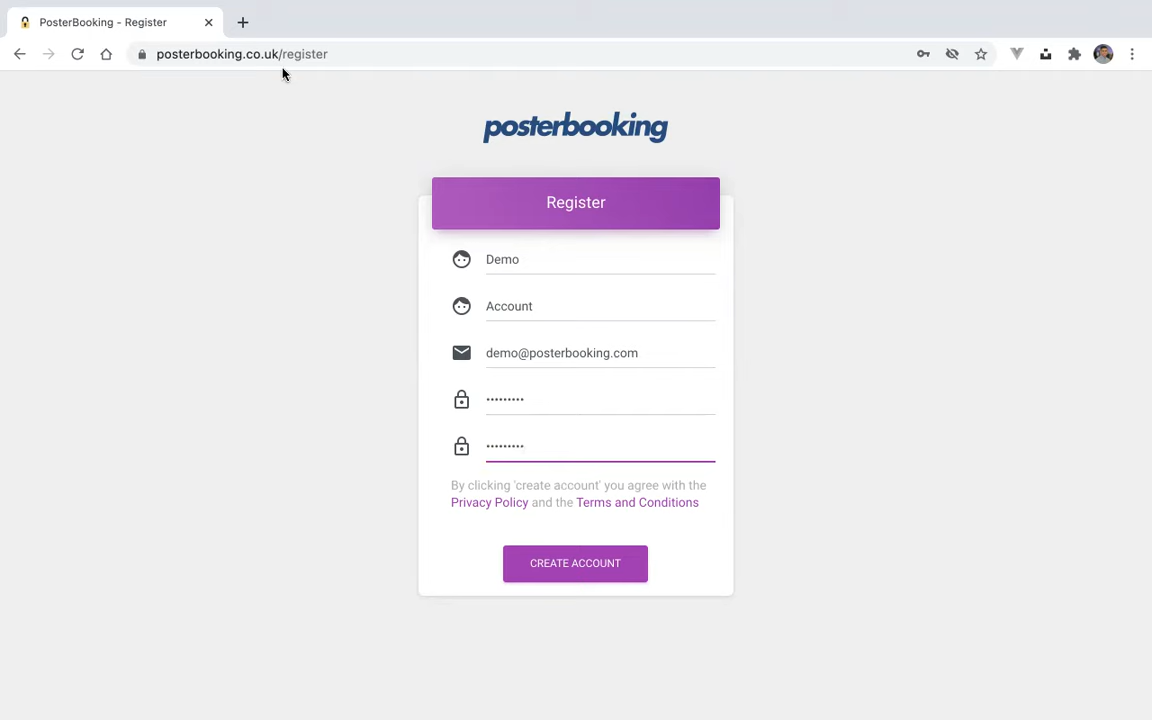 PosterBooking - Register
posterbooking.co.uk/register
posterbooking
Register
Demo
Account
demo@posterbooking.com
•••••••••
•••••••••
By clicking 'create account' you agree with the
Privacy Policy and the Terms and Conditions
CREATE ACCOUNT